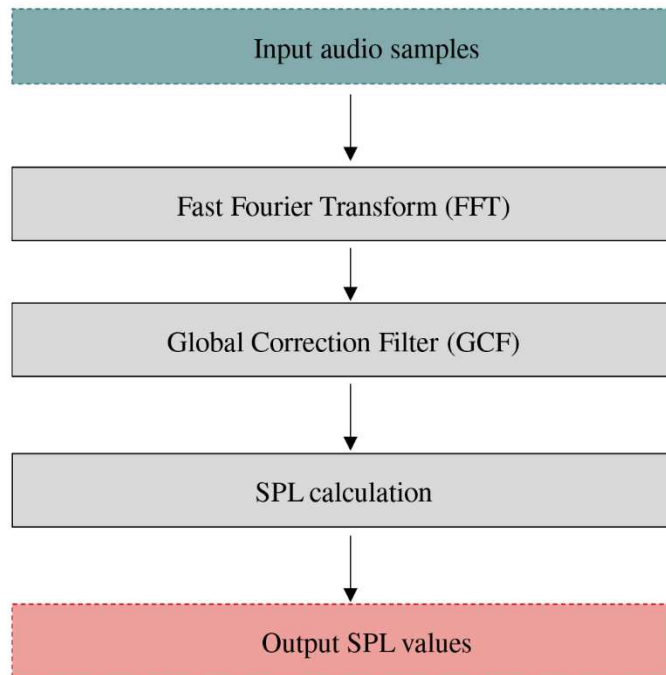 Input audio samples
Fast Fourier Transform (FFT)
Global Correction Filter (GCF)
SPL calculation
Output SPL values